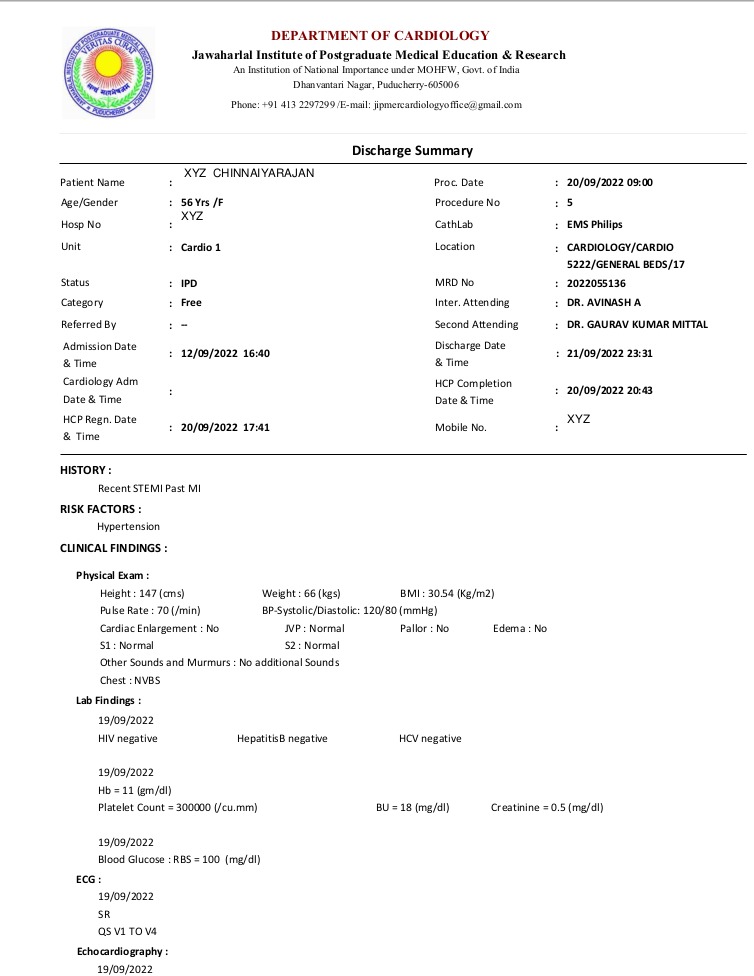 DEPARTMENT OF CARDIOLOGY
Jawaharlal Institute of Postgraduate Medical Education & Research
An Institution of National Importance under MOHFW, Govt. of India
Dhanvantari Nagar, Puducherry-605006
Phone: +91 413 2297299 /E-mail: jipmercardiologyoffice@gmail.com
VERITAS CURAT
PUDUCHERRY
Discharge Summary
Patient Name : XYZ CHINNAIYARAJAN Proc. Date : 20/09/2022 09:00
Age/Gender : 56 Yrs /F Procedure No : 5
Hosp No : XYZ CathLab : EMS Philips
Unit : Cardio 1 Location : CARDIOLOGY/CARDIO
5222/GENERAL BEDS/17
Status : IPD MRD No : 2022055136
Category : Free Inter. Attending : DR. AVINASH A
Referred By : -- Second Attending : DR. GAURAV KUMAR MITTAL
Admission Date
& Time : 12/09/2022 16:40 Discharge Date
& Time : 21/09/2022 23:31
Cardiology Adm
Date & Time : HCP Completion
Date & Time : 20/09/2022 20:43
HCP Regn. Date
& Time : 20/09/2022 17:41 Mobile No. : XYZ
HISTORY :
Recent STEMI Past MI
RISK FACTORS :
Hypertension
CLINICAL FINDINGS :
Physical Exam :
Height : 147 (cms) Weight : 66 (kgs) BMI : 30.54 (Kg/m2)
Pulse Rate : 70 (/min) BP-Systolic/Diastolic: 120/80 (mmHg)
Cardiac Enlargement : No JVP : Normal Pallor : No Edema : No
S1 : Normal S2 : Normal
Other Sounds and Murmurs : No additional Sounds
Chest : NVBS
Lab Findings :
19/09/2022
HIV negative HepatitisB negative HCV negative
19/09/2022
Hb = 11 (gm/dl)
Platelet Count = 300000 (/cu.mm) BU = 18 (mg/dl) Creatinine = 0.5 (mg/dl)
19/09/2022
Blood Glucose : RBS = 100 (mg/dl)
ECG :
19/09/2022
SR
QS V1 TO V4
Echocardiography :
19/09/2022